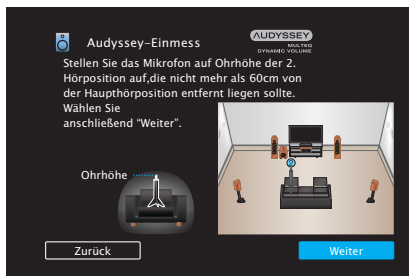 Audyssey-Einmess
AUDYSSEY
MULTEQ
DYNAMIC VOLUME
Stellen Sie das Mikrofon auf Ohrhöhe der 2.
Hörposition auf,die nicht mehr als 60cm von
der Haupthörposition entfernt liegen sollte.
Wählen Sie
anschließend “Weiter”.
Ohrhöhe
2
Zurück
Weiter